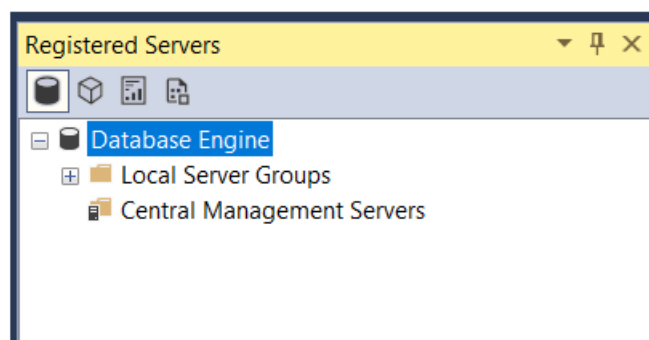 Registered Servers
Database Engine
Local Server Groups
Central Management Servers